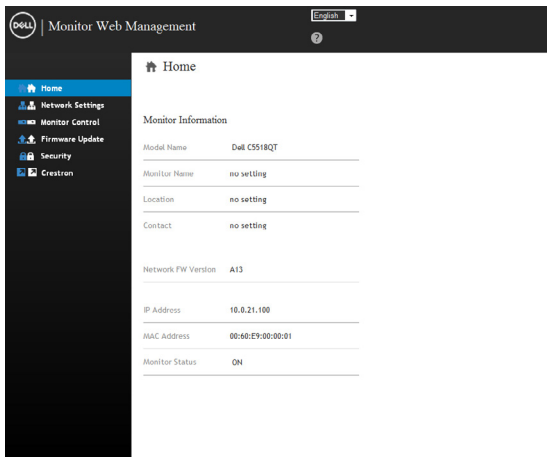 DELL | Monitor Web Management
English
?
Home
Home
Network Settings
Monitor Control
Firmware Update
Security
Crestron
Monitor Information
Model Name Dell C5518QT
Monitor Name no setting
Location no setting
Contact no setting
Network FW Version A13
IP Address 10.0.21.100
MAC Address 00:60:E9:00:00:01
Monitor Status ON